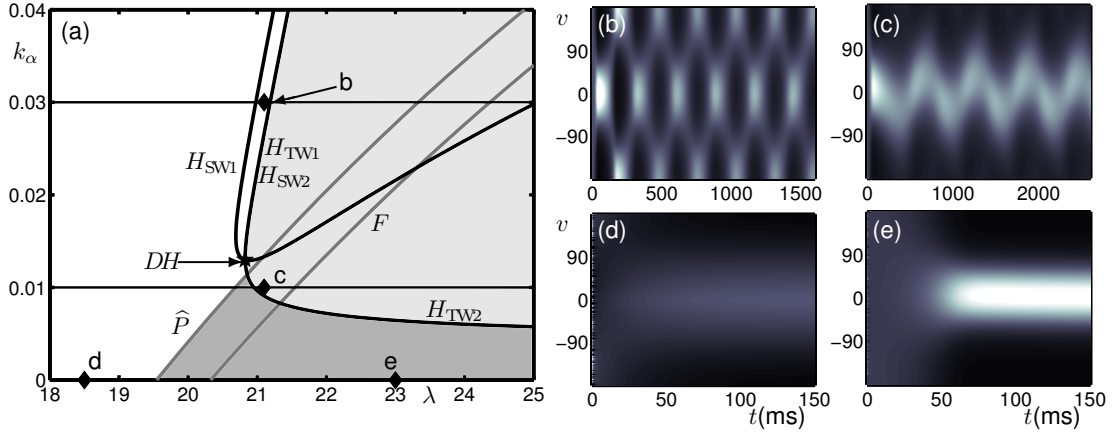 (a)
k_α
0.04
0.03
0.02
0.01
0
18
19
20
21
22
23
24
25
λ
b
H_SW1
H_TW1
H_SW2
F
DH
c
H_TW2
P̂
d
e
(b)
v
90
0
−90
0
500
1000
1500
(c)
90
0
−90
0
1000
2000
(d)
v
90
0
−90
0
50
100
150
t(ms)
(e)
90
0
−90
0
50
100
150
t(ms)